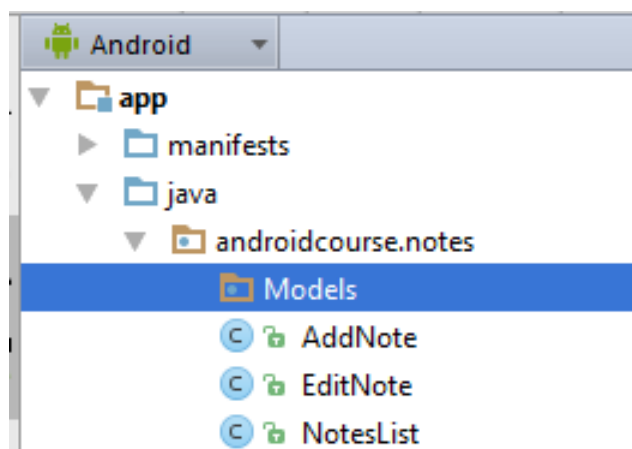 Android
app
manifests
java
androidcourse.notes
Models
C AddNote
C EditNote
C NotesList